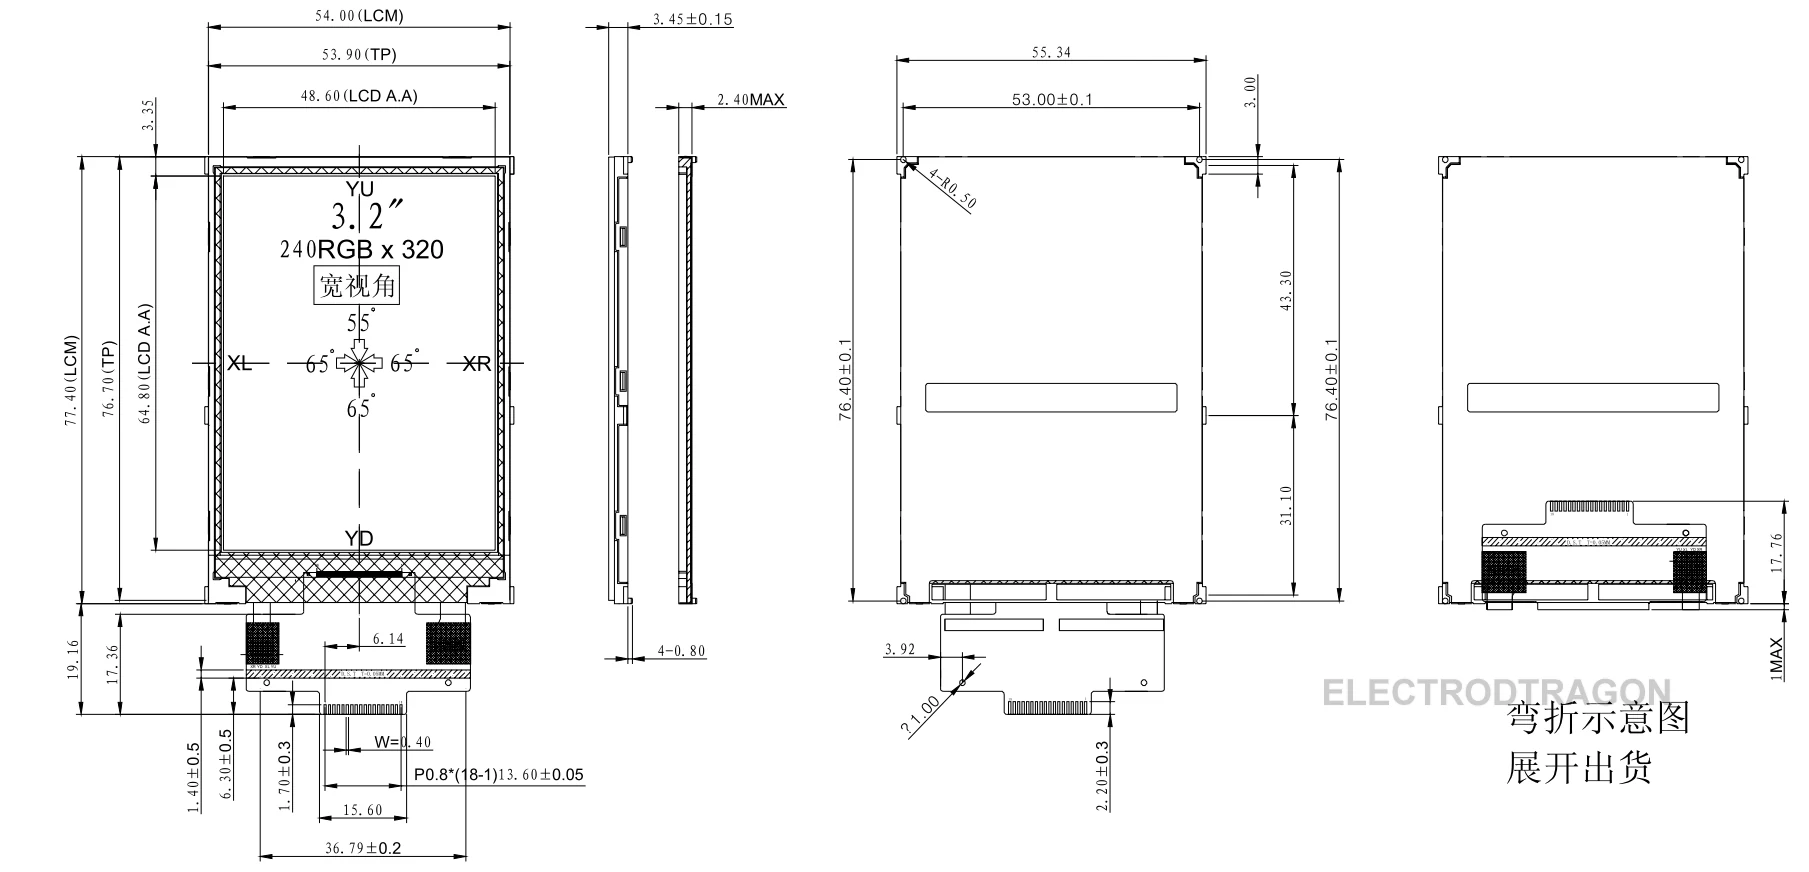 54.00(LCM)
53.90(TP)
48.60(LCD A.A)
3.35
77.40(LCM)
76.70(TP)
64.80(LCD A.A)
YU
3.2″
240RGB x 320
宽视角
55°
XL
65°
65°
XR
65°
YD
19.16
17.36
6.14
1.40±0.5
6.30±0.5
1.70±0.3
W=0.40
P0.8*(18-1)13.60±0.05
15.60
36.79±0.2
3.45±0.15
2.40MAX
4-0.80
55.34
53.00±0.1
3.00
4-R0.50
76.40±0.1
43.30
76.40±0.1
31.10
3.92
?1.00
2.20±0.3
17.76
1MAX
ELECTRODTRAGON
弯折示意图
展开出货